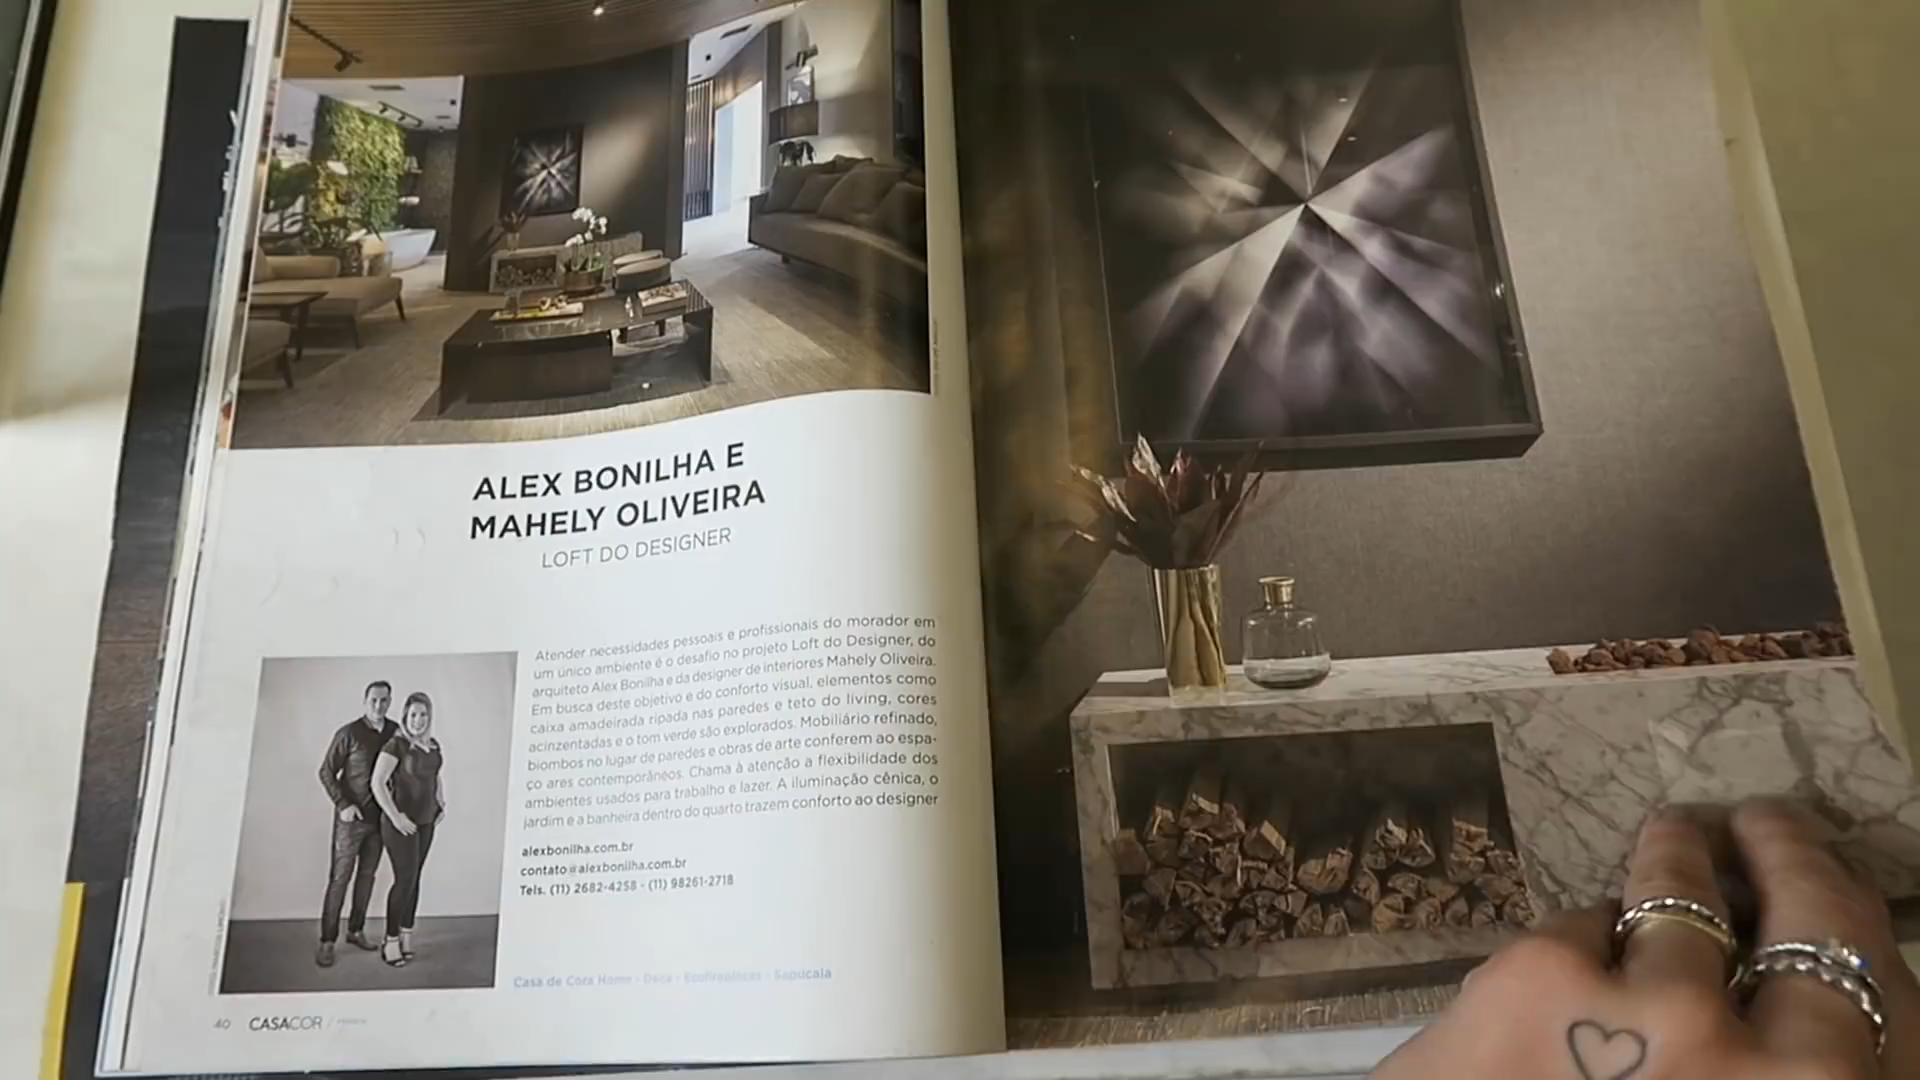 ALEX BONILHA E
MAHELY OLIVEIRA
LOFT DO DESIGNER
Atender necessidades pessoais e profissionais do morador em
um único ambiente é o desafio no projeto Loft do Designer, do
arquiteto Alex Bonilha e da designer de interiores Mahely Oliveira.
Em busca deste objetivo e do conforto visual, elementos como
caixa amadeirada ripada nas paredes e teto do living, cores
acinzentadas e o tom verde são explorados. Mobiliário refinado,
biombos no lugar de paredes e obras de arte conferem ao espa-
ço ares contemporâneos. Chama à atenção a flexibilidade dos
ambientes usados para trabalho e lazer. A iluminação cênica, o
jardim e a banheira dentro do quarto trazem conforto ao designer
alexbonilha.com.br
contato@alexbonilha.com.br
Tels. (11) 2682-4258 - (11) 98261-2718
Casa de Cora Home - Deca - Ecofireplaces - Sapucaia
40 CASACOR /